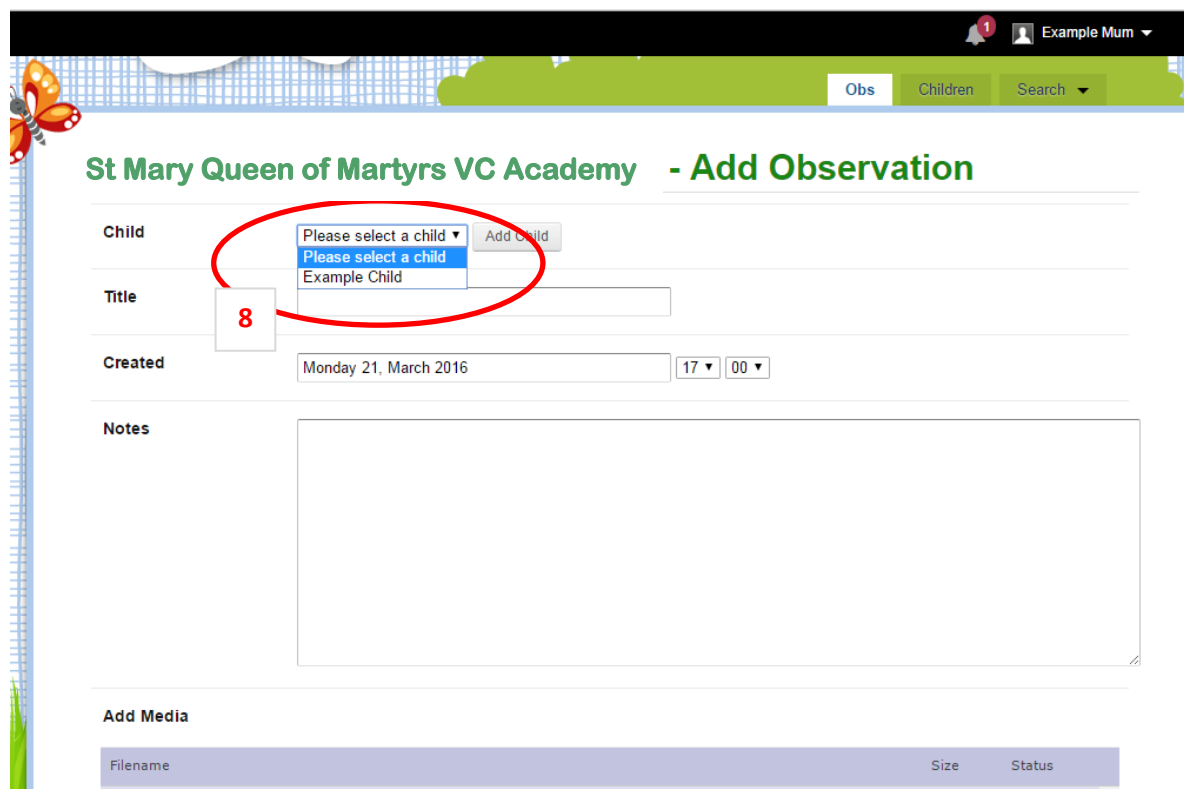 1 Example Mum
Obs Children Search
St Mary Queen of Martyrs VC Academy - Add Observation
Child Please select a child Add Child
Please select a child
Example Child
Title
8
Created Monday 21, March 2016 17 00
Notes
Add Media
Filename Size Status